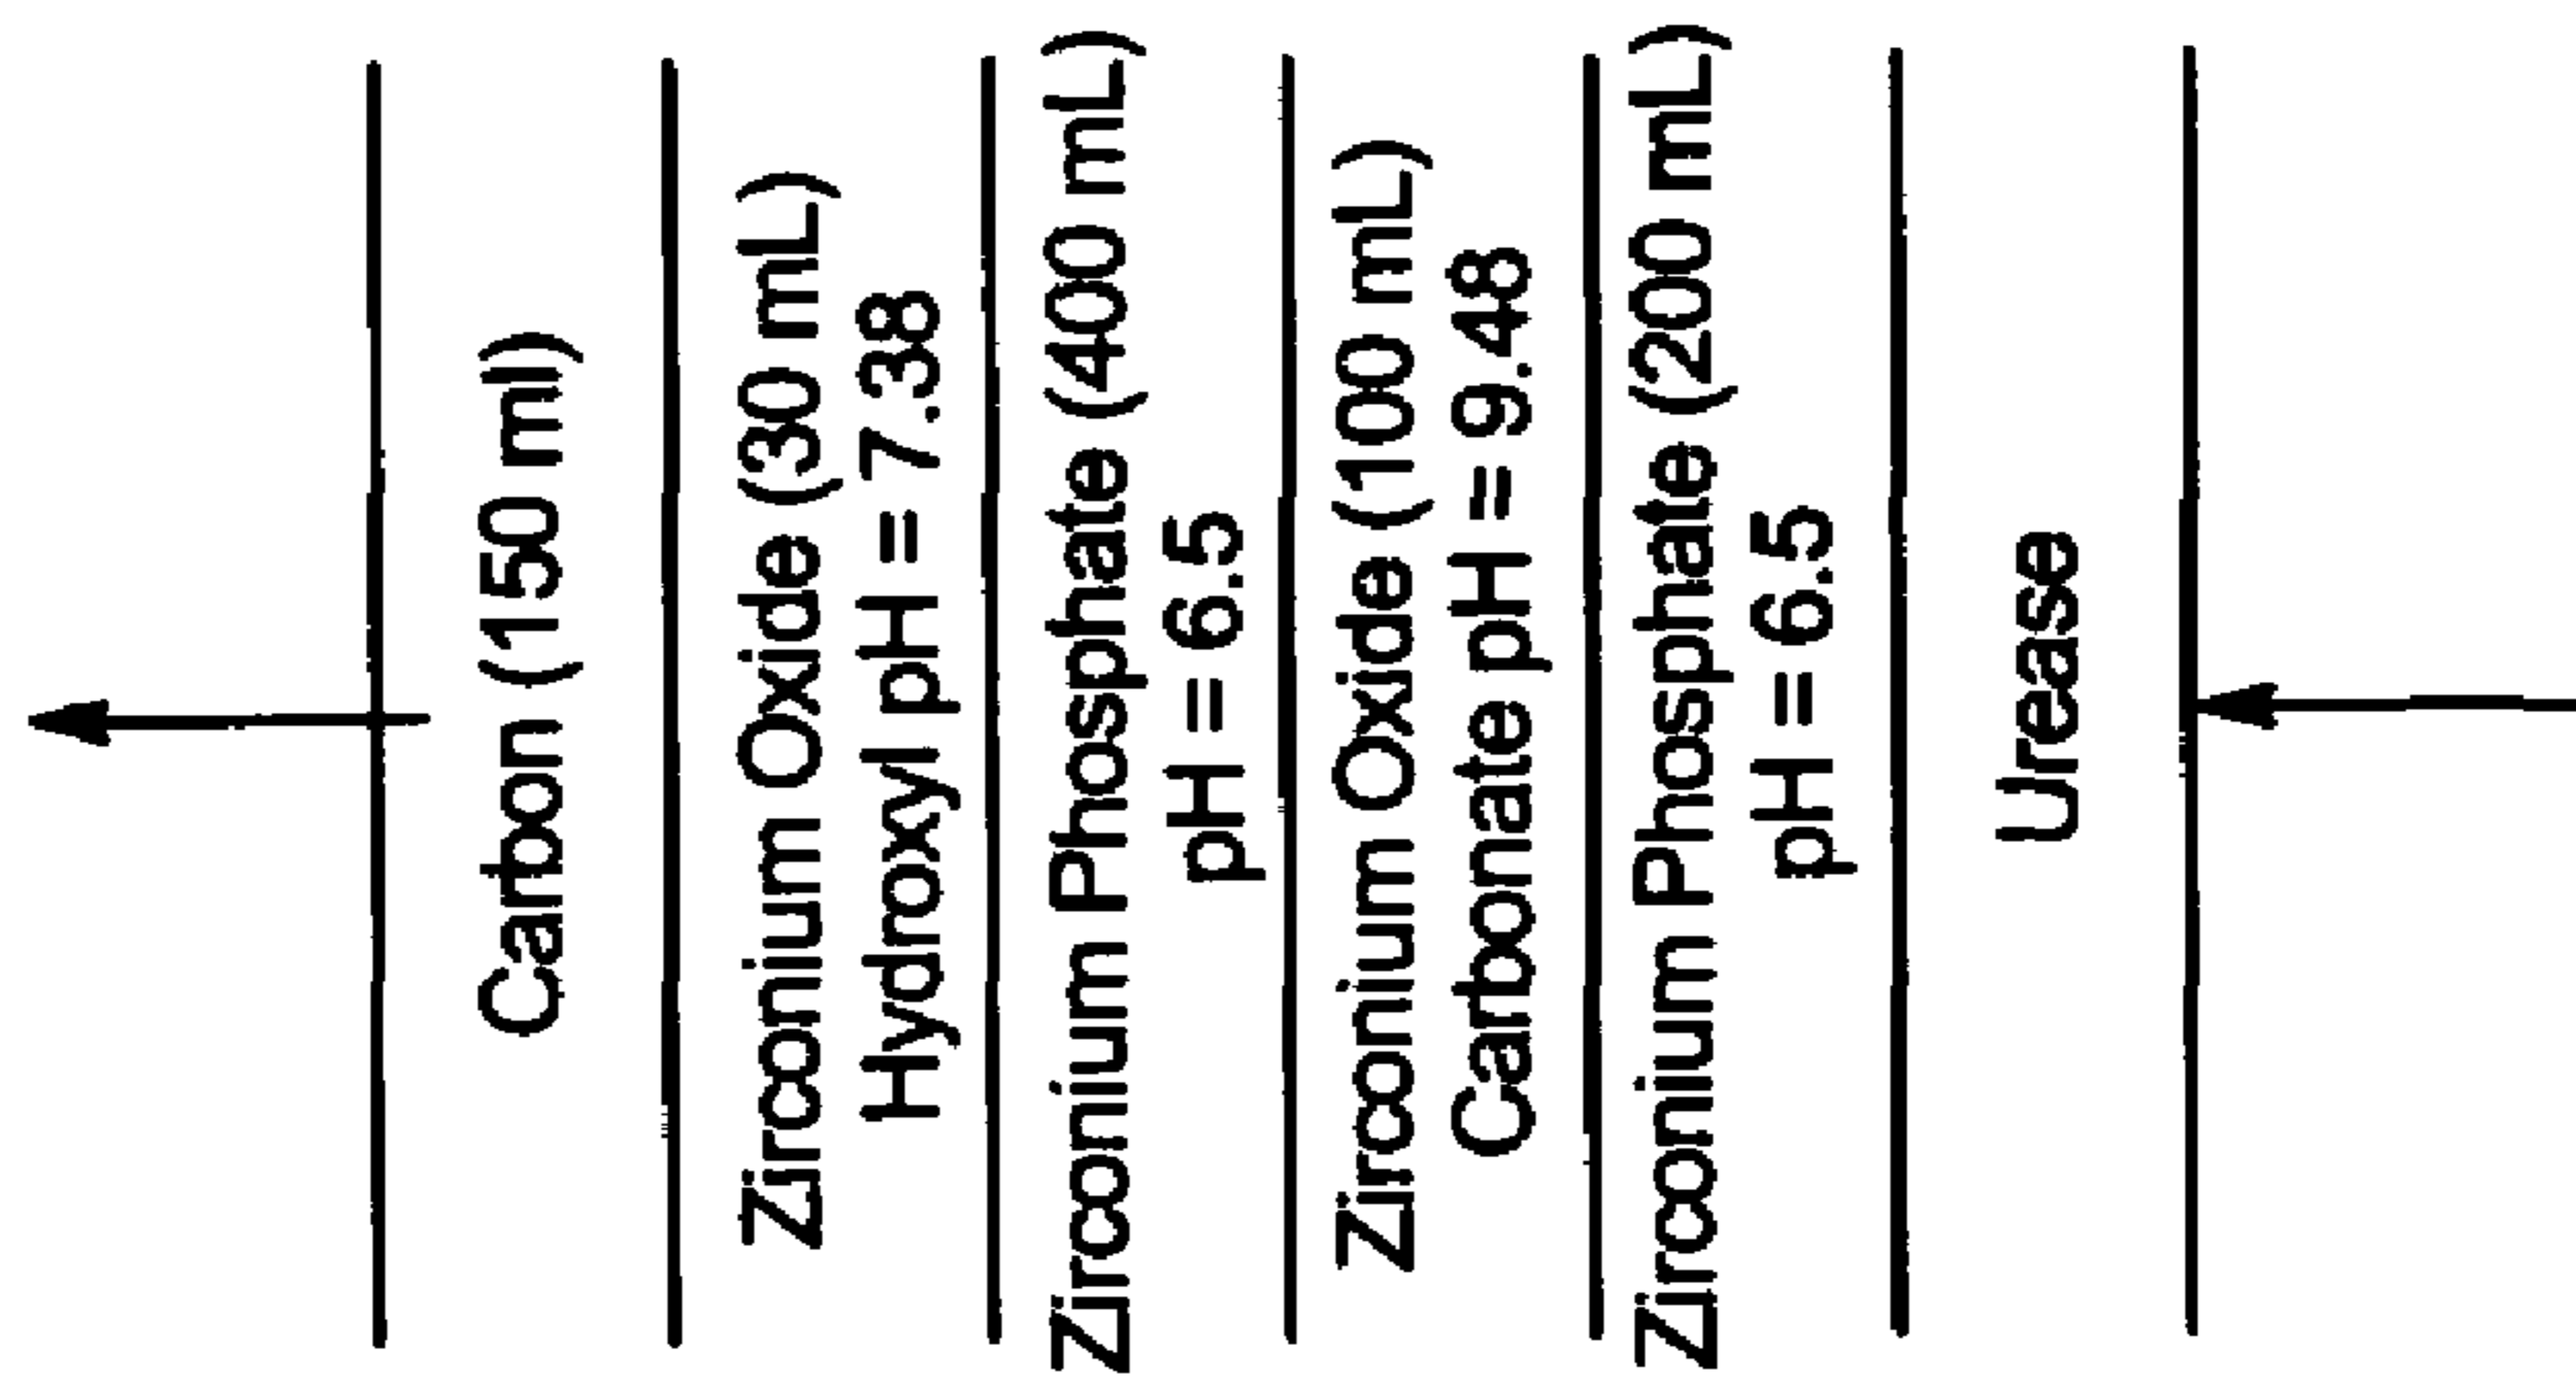 Carbon (150 ml)
Zirconium Oxide (30 mL)
Hydroxyl pH = 7.38
Zirconium Phosphate (400 mL)
pH = 6.5
Zirconium Oxide (100 mL)
Carbonate pH = 9.48
Zirconium Phosphate (200 mL)
pH = 6.5
Urease